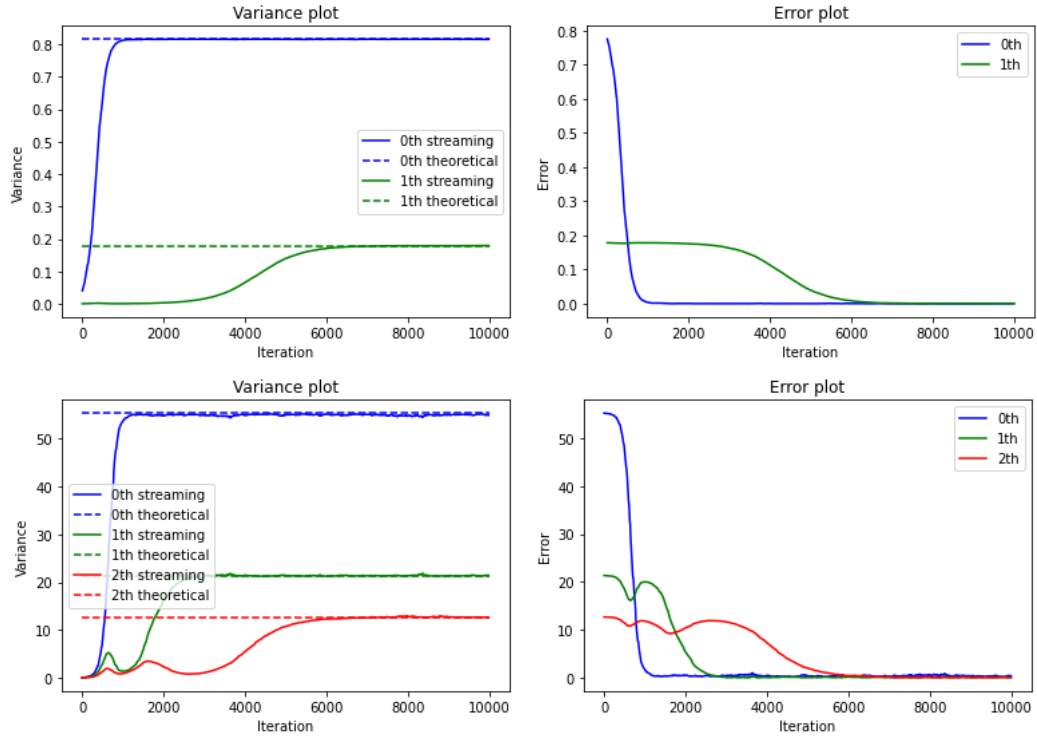 Variance plot
0.8
0.7
0.6
0.5
0.4
0.3
0.2
0.1
0.0
Variance
0th streaming
0th theoretical
1th streaming
1th theoretical
0 2000 4000 6000 8000 10000
Iteration
Error plot
0.8
0.7
0.6
0.5
0.4
0.3
0.2
0.1
0.0
Error
0th
1th
0 2000 4000 6000 8000 10000
Iteration
Variance plot
50
40
30
20
10
0
Variance
0th streaming
0th theoretical
1th streaming
1th theoretical
2th streaming
2th theoretical
0 2000 4000 6000 8000 10000
Iteration
Error plot
50
40
30
20
10
0
Error
0th
1th
2th
0 2000 4000 6000 8000 10000
Iteration